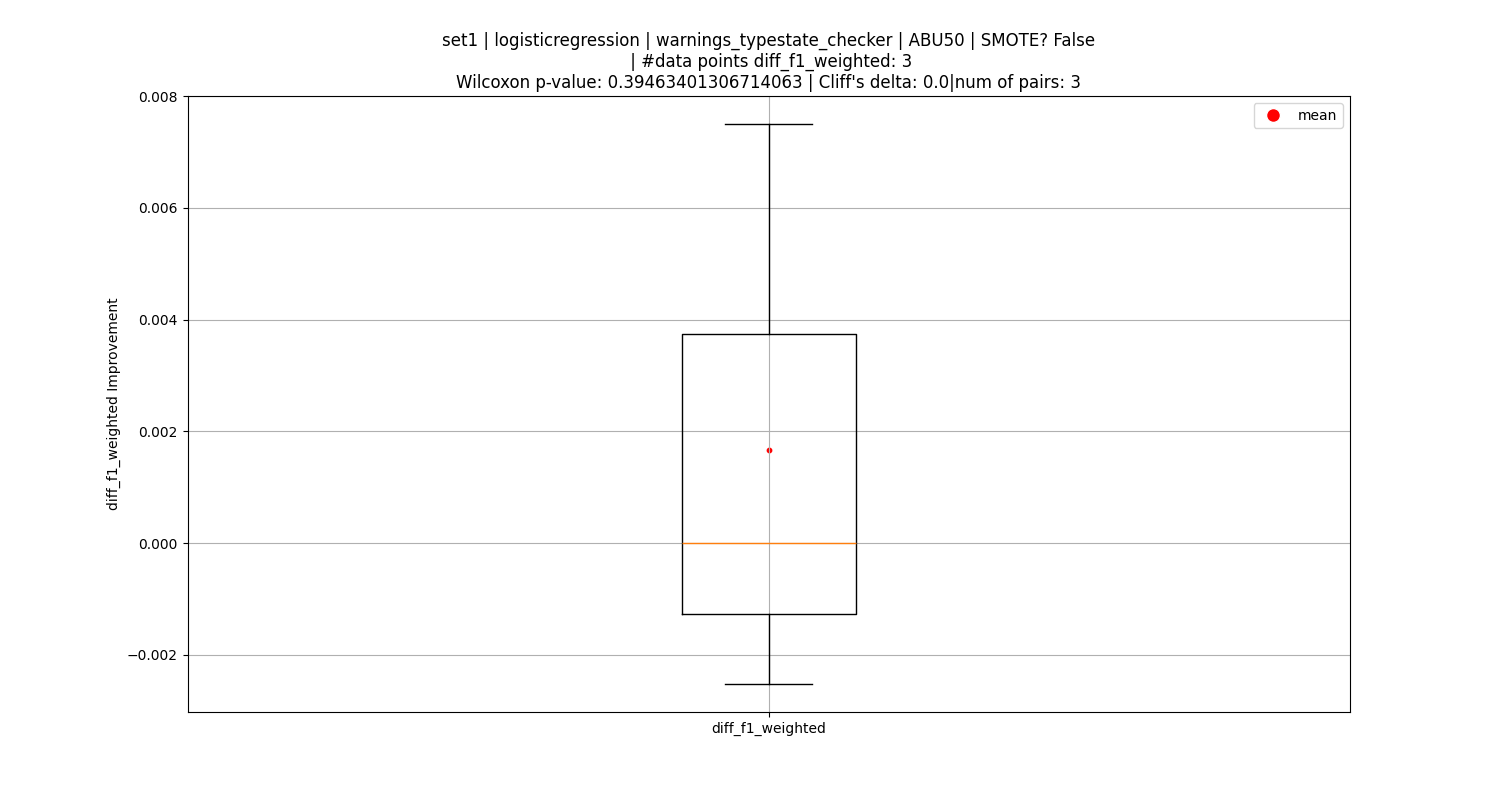 set1 | logisticregression | warnings_typestate_checker | ABU50 | SMOTE? False
| #data points diff_f1_weighted: 3
Wilcoxon p-value: 0.39463401306714063 | Cliff's delta: 0.0|num of pairs: 3
0.008
0.006
0.004
0.002
0.000
−0.002
diff_f1_weighted Improvement
mean
diff_f1_weighted